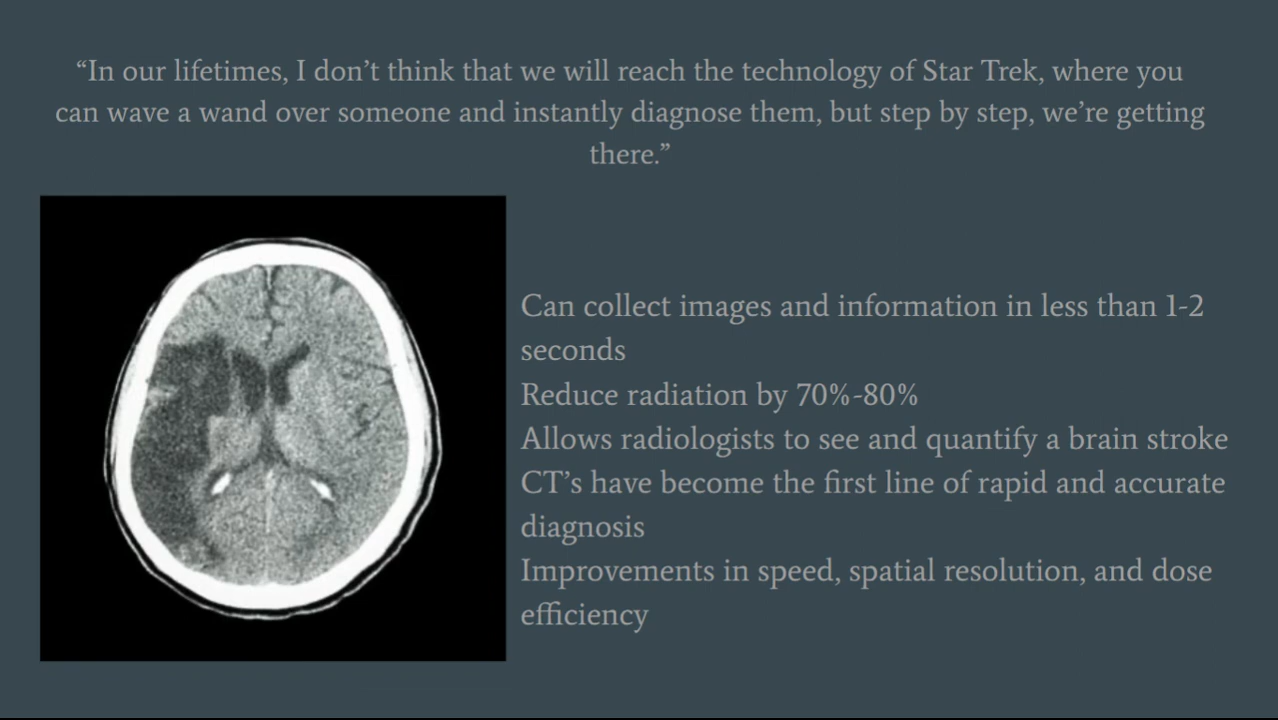 “In our lifetimes, I don’t think that we will reach the technology of Star Trek, where you
can wave a wand over someone and instantly diagnose them, but step by step, we’re getting
there.”
Can collect images and information in less than 1-2
seconds
Reduce radiation by 70%-80%
Allows radiologists to see and quantify a brain stroke
CT’s have become the first line of rapid and accurate
diagnosis
Improvements in speed, spatial resolution, and dose
efficiency